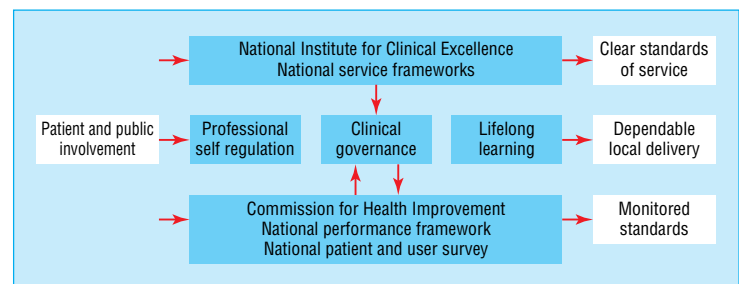 National Institute for Clinical Excellence
National service frameworks
Clear standards
of service
Patient and public
involvement
Professional
self regulation
Clinical
governance
Lifelong
learning
Dependable
local delivery
Commission for Health Improvement
National performance framework
National patient and user survey
Monitored
standards